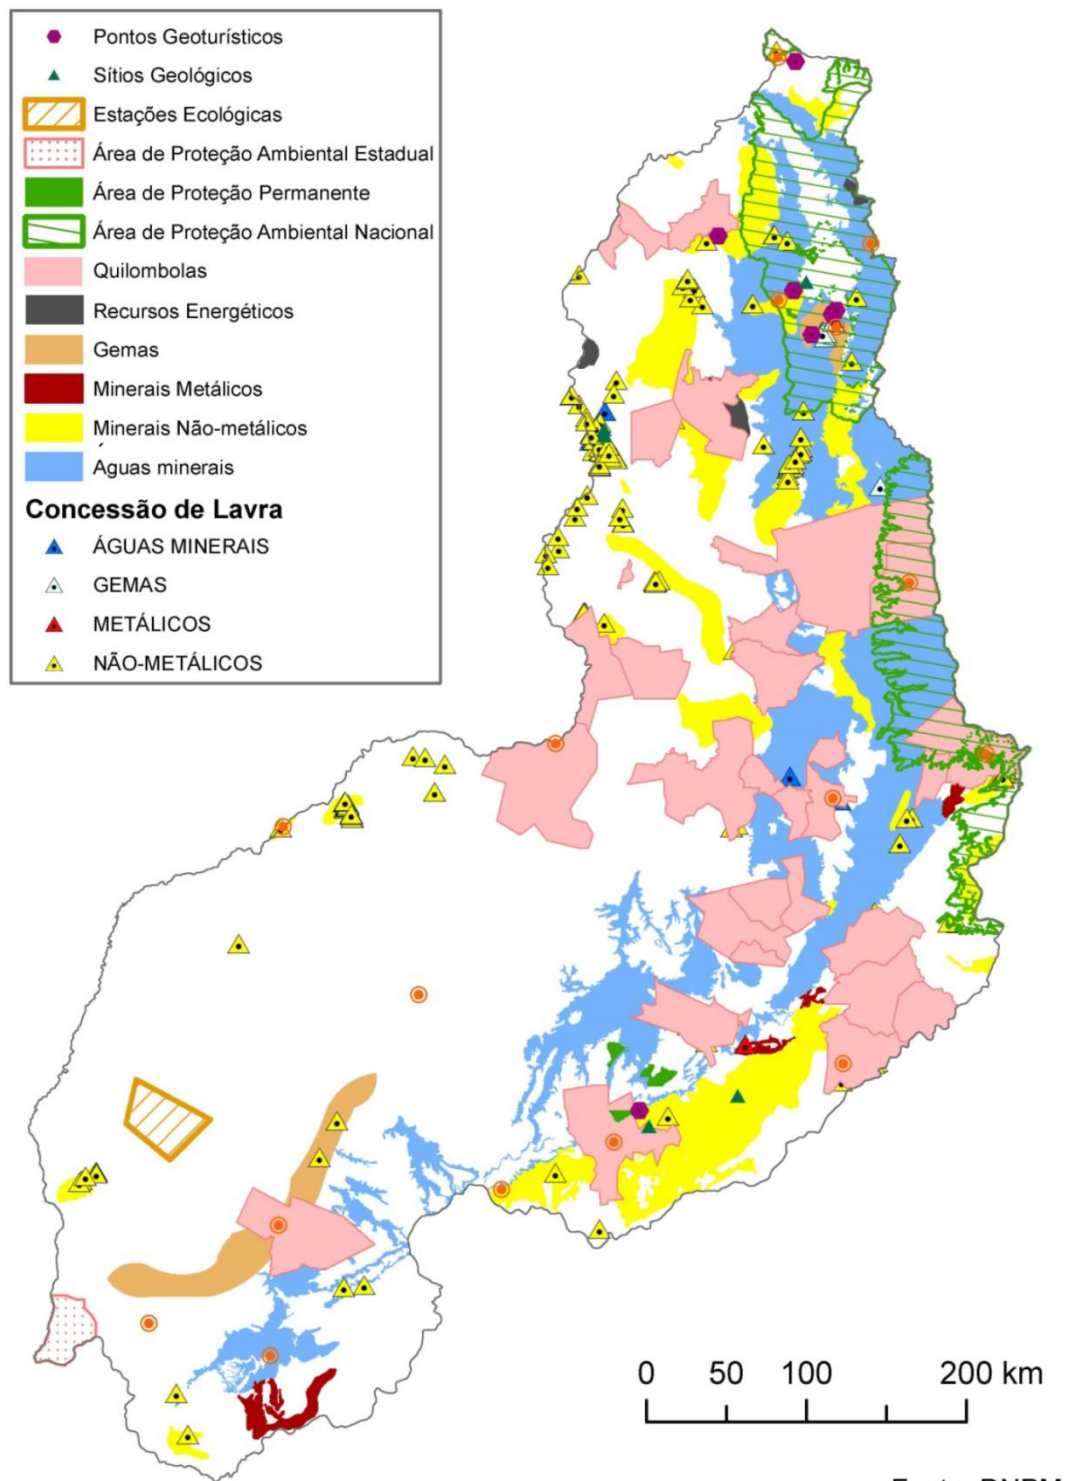 Pontos Geoturísticos
Sítios Geológicos
Estações Ecológicas
Área de Proteção Ambiental Estadual
Área de Proteção Permanente
Área de Proteção Ambiental Nacional
Quilombolas
Recursos Energéticos
Gemas
Minerais Metálicos
Minerais Não-metálicos
Águas minerais
Concessão de Lavra
ÁGUAS MINERAIS
GEMAS
METÁLICOS
NÃO-METÁLICOS
0 50 100 200 km